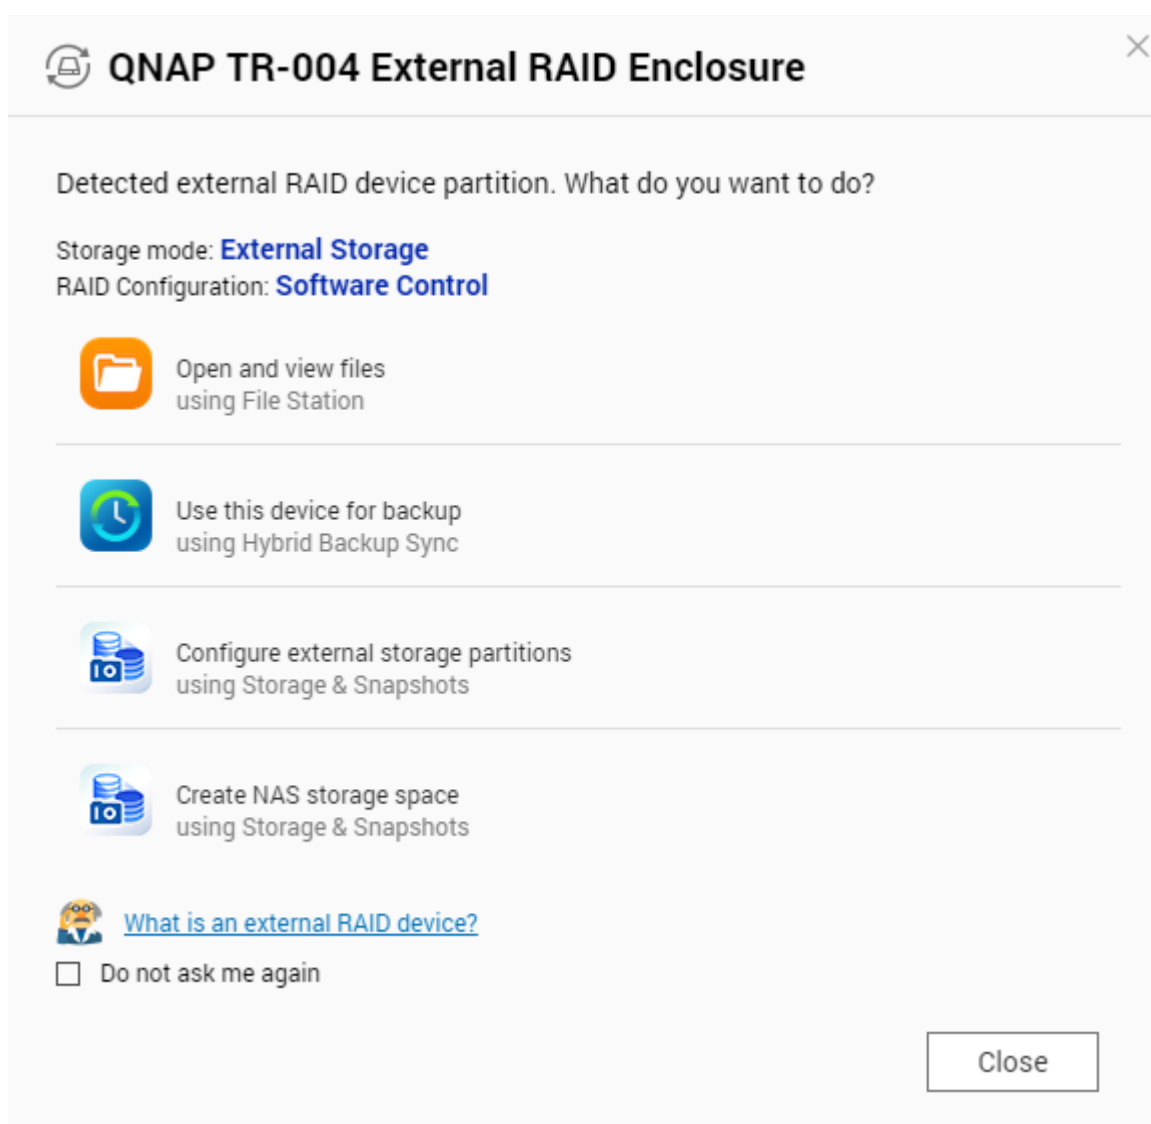 QNAP TR-004 External RAID Enclosure
Detected external RAID device partition. What do you want to do?
Storage mode: External Storage
RAID Configuration: Software Control
Open and view files
using File Station
Use this device for backup
using Hybrid Backup Sync
Configure external storage partitions
using Storage & Snapshots
Create NAS storage space
using Storage & Snapshots
What is an external RAID device?
Do not ask me again
Close